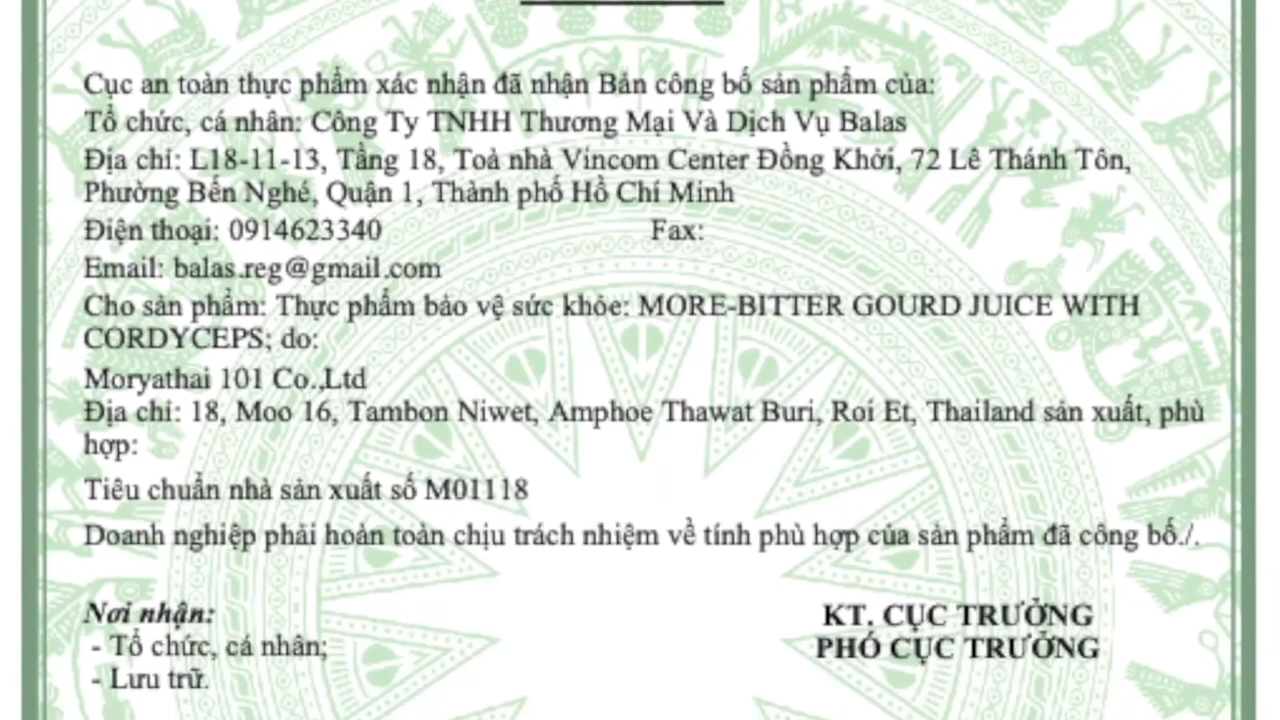 Cục an toàn thực phẩm xác nhận đã nhận Bản công bố sản phẩm của:
Tổ chức, cá nhân: Công Ty TNHH Thương Mại Và Dịch Vụ Balas
Địa chỉ: L18-11-13, Tầng 18, Toà nhà Vincom Center Đồng Khởi, 72 Lê Thánh Tôn,
Phường Bến Nghé, Quận 1, Thành phố Hồ Chí Minh
Điện thoại: 0914623340 Fax:
Email: balas.reg@gmail.com
Cho sản phẩm: Thực phẩm bảo vệ sức khỏe: MORE-BITTER GOURD JUICE WITH
CORDYCEPS; do:
Moryathai 101 Co.,Ltd
Địa chỉ: 18, Moo 16, Tambon Niwet, Amphoe Thawat Buri, Roi Et, Thailand sản xuất, phù
hợp:
Tiêu chuẩn nhà sản xuất số M01118
Doanh nghiệp phải hoàn toàn chịu trách nhiệm về tính phù hợp của sản phẩm đã công bố./.
Nơi nhận:
- Tổ chức, cá nhân;
- Lưu trữ.
KT. CỤC TRƯỞNG
PHÓ CỤC TRƯỞNG